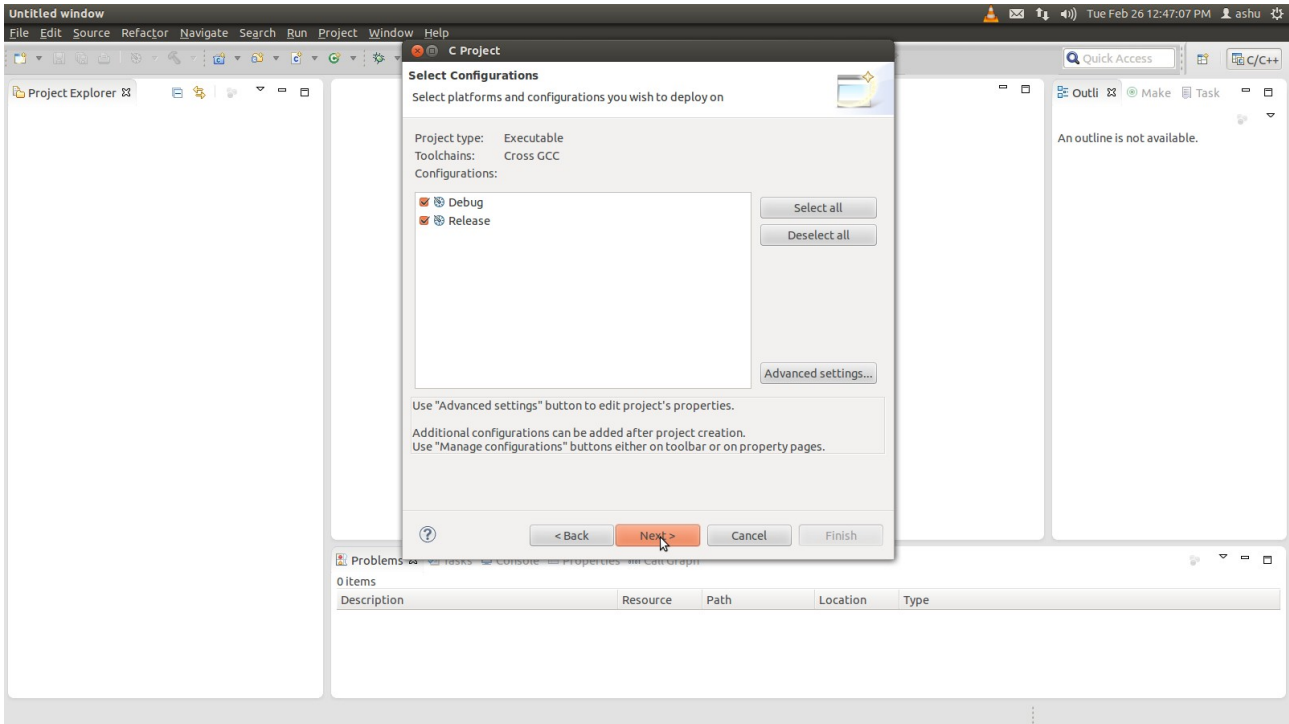 Untitled window
Tue Feb 26 12:47:07 PM ashu
File Edit Source Refactor Navigate Search Run Project Window Help
C Project
Quick Access
C/C++
Select Configurations
Select platforms and configurations you wish to deploy on
Project Explorer
Outli Make Task
An outline is not available.
Project type: Executable
Toolchains: Cross GCC
Configurations:
Debug
Release
Select all
Deselect all
Advanced settings...
Use "Advanced settings" button to edit project's properties.
Additional configurations can be added after project creation.
Use "Manage configurations" buttons either on toolbar or on property pages.
< Back Next > Cancel Finish
Problems Tasks Console Properties Call Graph
0 items
Description Resource Path Location Type